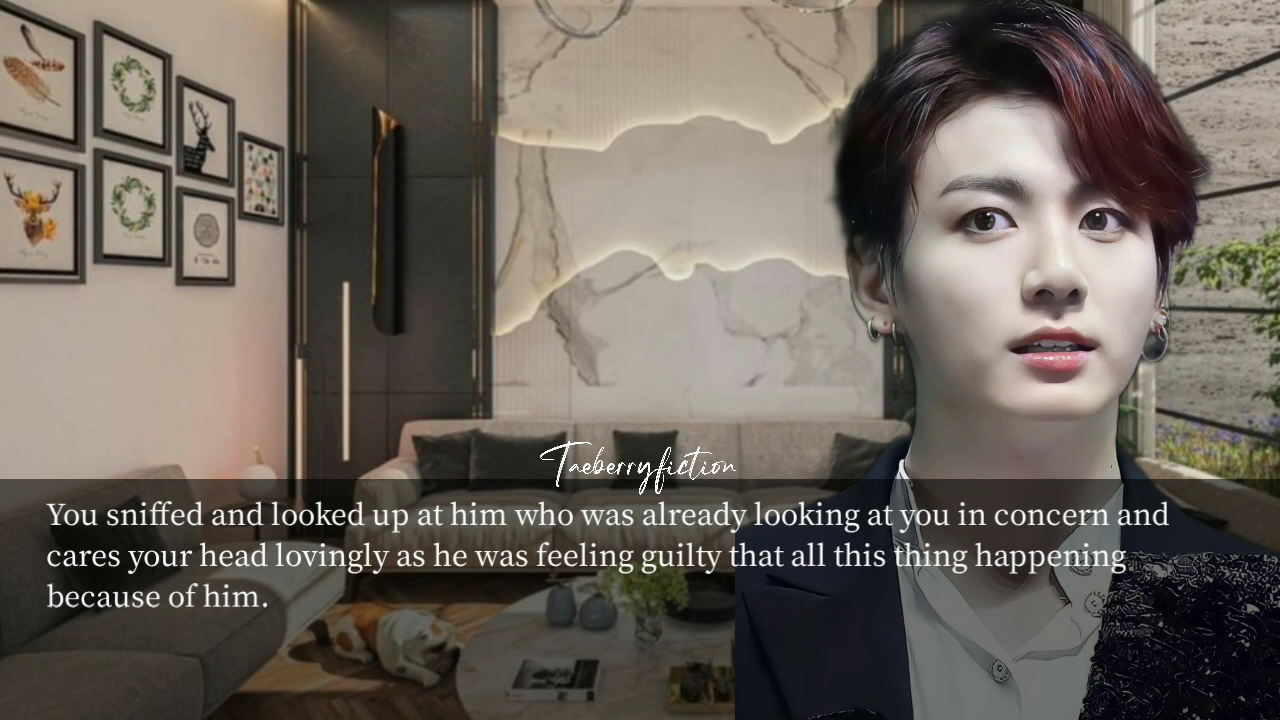 Taeberryfiction
You sniffed and looked up at him who was already looking at you in concern and
cares your head lovingly as he was feeling guilty that all this thing happening
because of him.